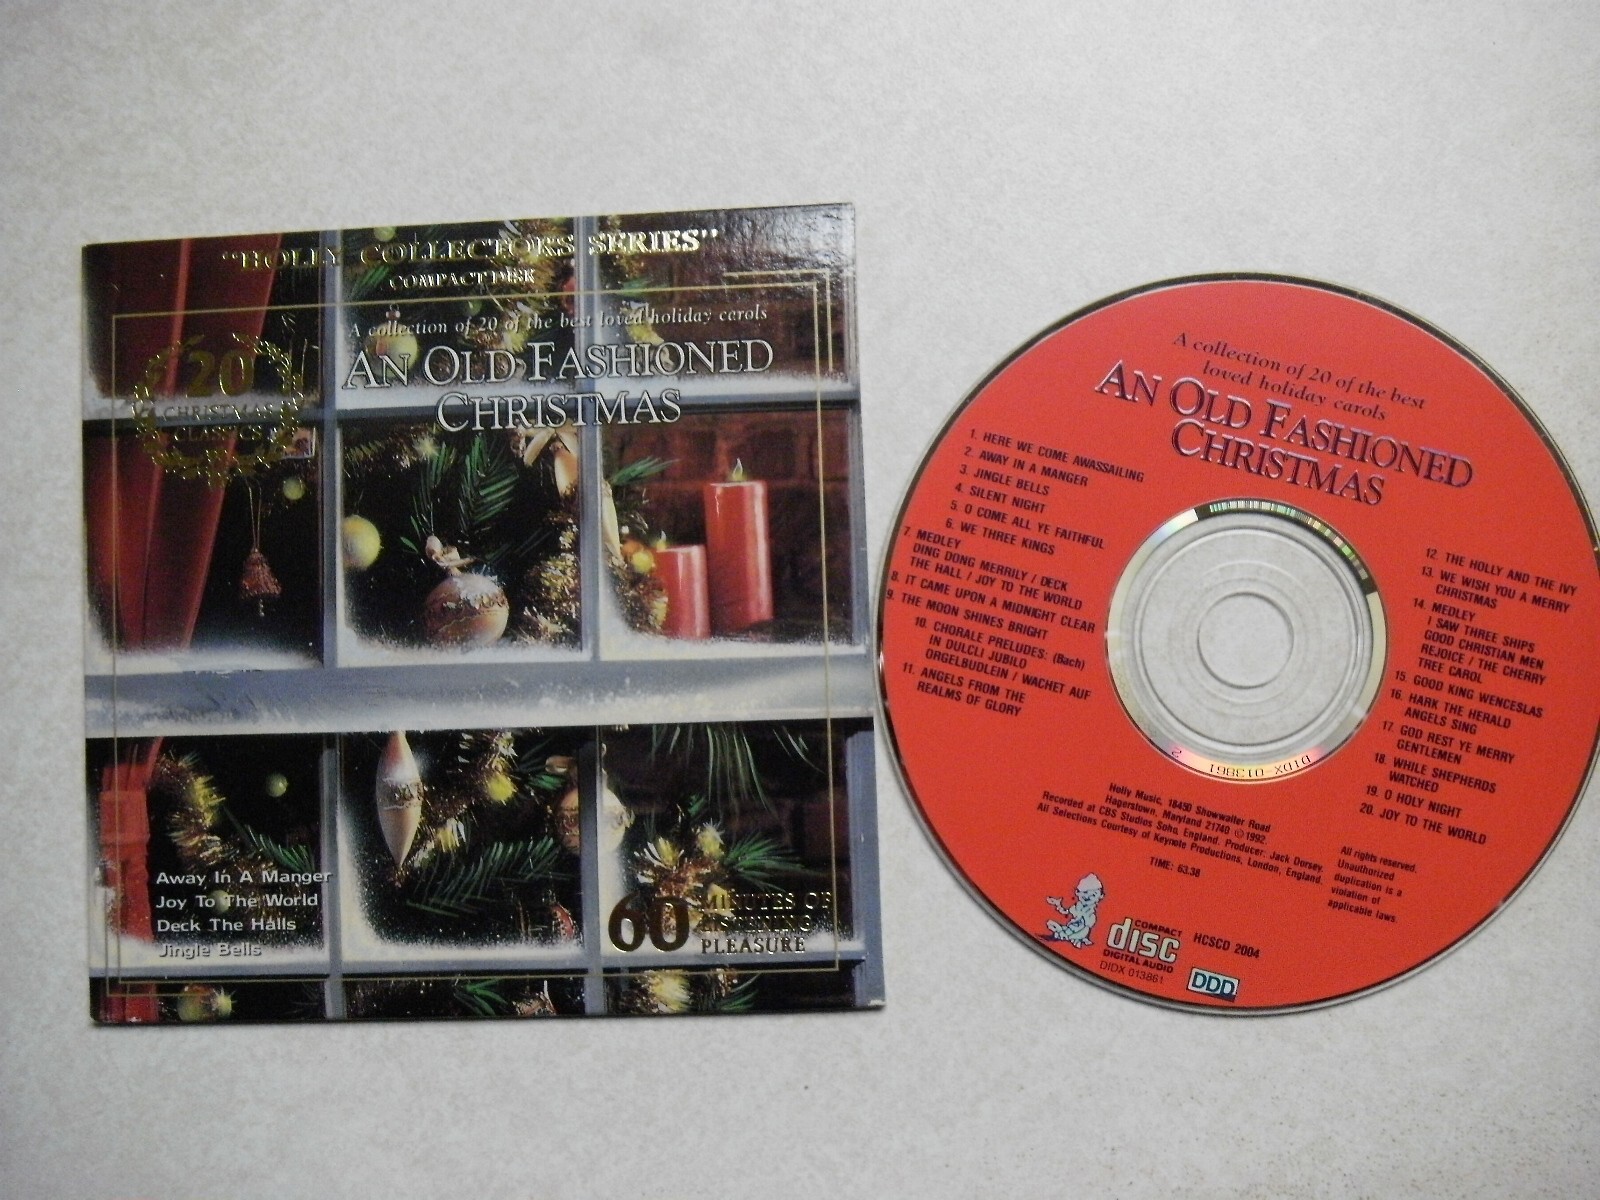 "HOLLY COLLECTORS SERIES"
COMPACT DISK
A collection of 20 of the best loved holiday carols
AN OLD FASHIONED
CHRISTMAS
20
CHRISTMAS
CLASSICS
Away In A Manger
Joy To The World
Deck The Halls
Jingle Bells
60 MINUTES OF
LISTENING
PLEASURE
A collection of 20 of the best
loved holiday carols
AN OLD FASHIONED
CHRISTMAS
1. HERE WE COME AWASSAILING
2. AWAY IN A MANGER
3. JINGLE BELLS
4. SILENT NIGHT
5. O COME ALL YE FAITHFUL
6. WE THREE KINGS
7. MEDLEY
DING DONG MERRILY / DECK
THE HALL / JOY TO THE WORLD
8. IT CAME UPON A MIDNIGHT CLEAR
9. THE MOON SHINES BRIGHT
10. CHORALE PRELUDES: (Bach)
IN DULCLI JUBILO
ORGELBUDLEIN / WACHET AUF
11. ANGELS FROM THE
REALMS OF GLORY
12. THE HOLLY AND THE IVY
13. WE WISH YOU A MERRY
CHRISTMAS
14. MEDLEY
I SAW THREE SHIPS
GOOD CHRISTIAN MEN
REJOICE / THE CHERRY
TREE CAROL
15. GOOD KING WENCESLAS
16. HARK THE HERALD
ANGELS SING
17. GOD REST YE MERRY
GENTLEMEN
18. WHILE SHEPHERDS
WATCHED
19. O HOLY NIGHT
20. JOY TO THE WORLD
DIDX-013861 2
Holly Music, 18450 Showwalter Road
Hagerstown, Maryland 21740 ©1992.
Recorded at CBS Studios Soho, England. Producer: Jack Dorsey.
All Selections Courtesy of Keynote Productions, London, England.
TIME: 63.38
All rights reserved.
Unauthorized
duplication is a
violation of
applicable laws.
COMPACT
disc
DIGITAL AUDIO
DIDX 013861
HCSCD 2004
DDD